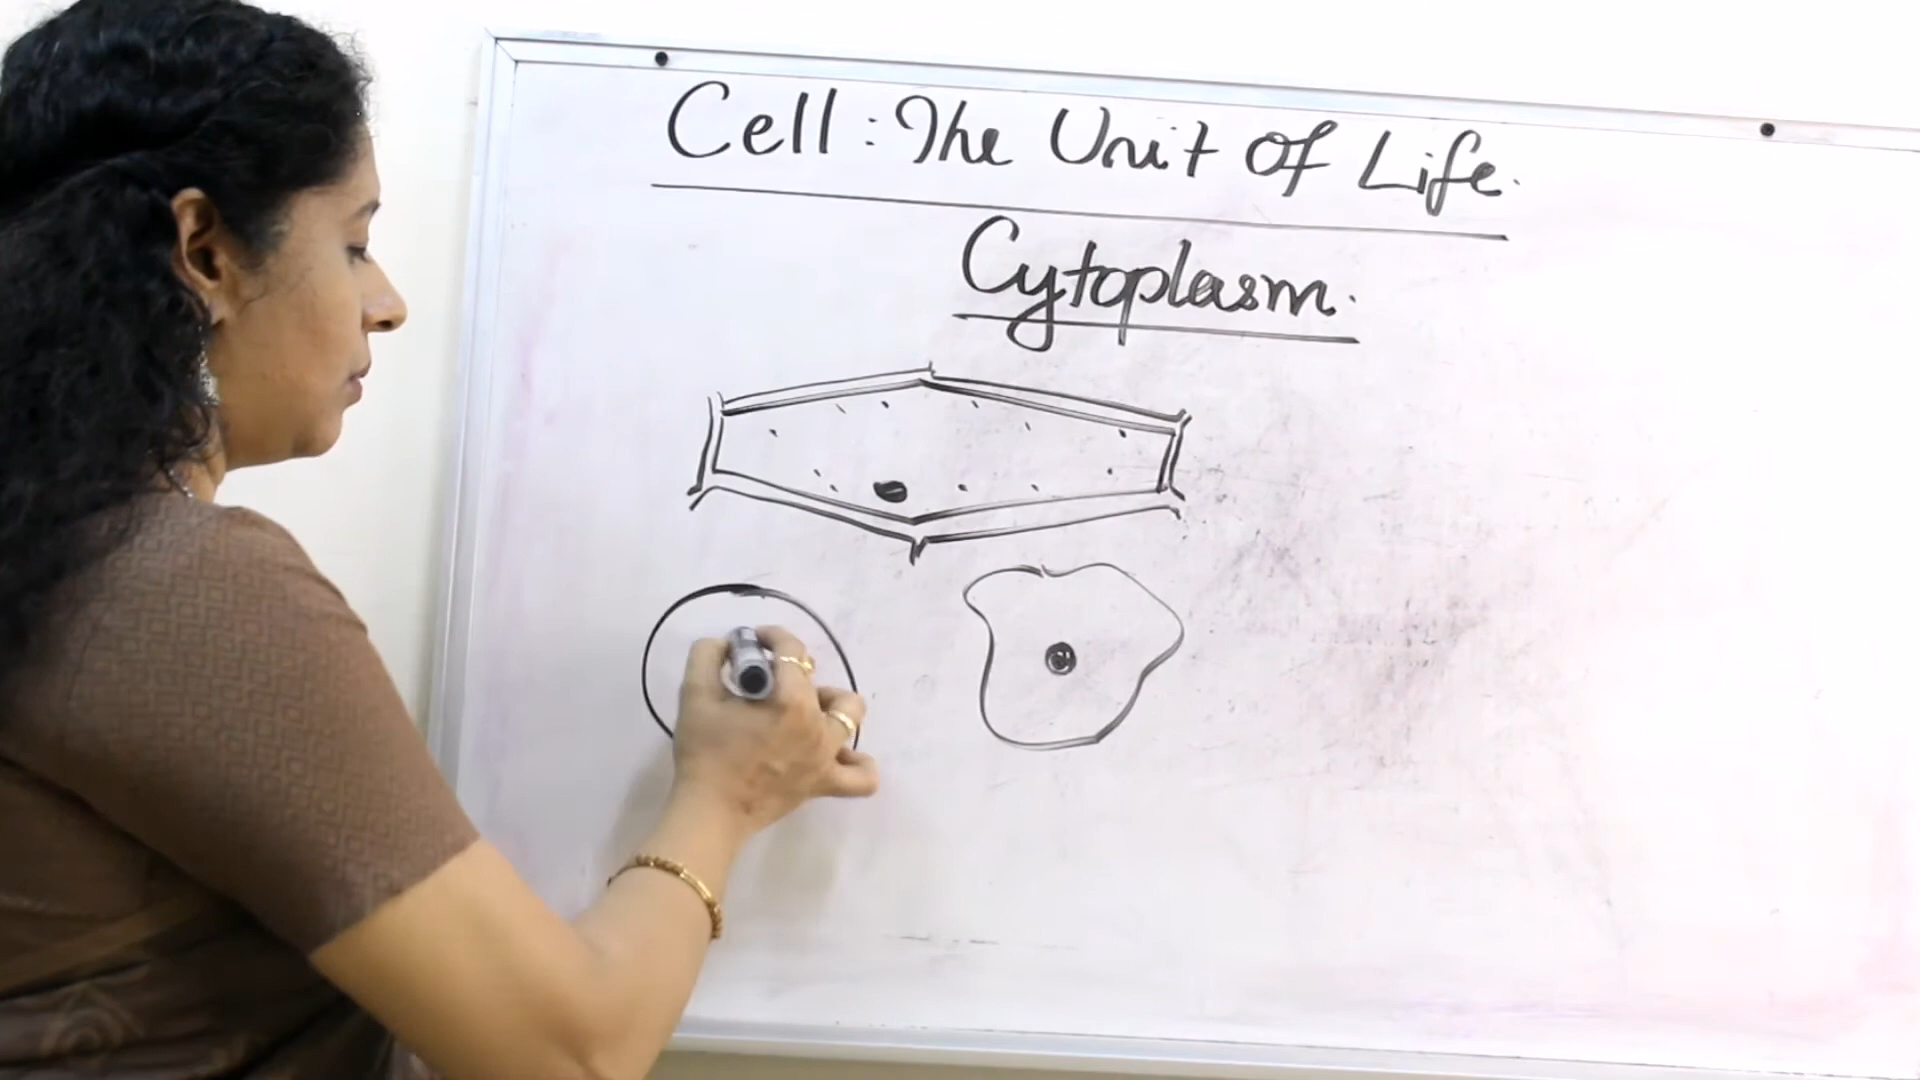 Cell : The Unit Of Life.
Cytoplasm.